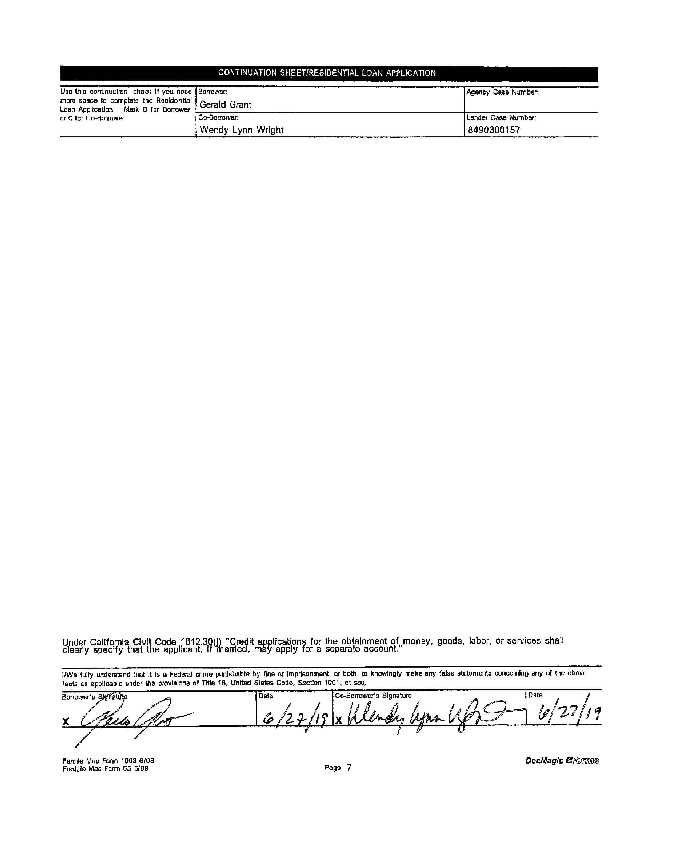 CONTINUATION SHEET/RESIDENTIAL LOAN APPLICATION
Use this continuation sheet if you need
more space to complete the Residential
Loan Application. Mark B for Borrower
or C for Co-Borrower.
Borrower:
Gerald Grant
Agency Case Number:
Co-Borrower:
Wendy Lynn Wright
Lender Case Number:
8490300157
Under California Civil Code 1812.30(j) "Credit applications for the obtainment of money, goods, labor, or services shall
clearly specify that the applicant, if married, may apply for a separate account."
I/We fully understand that it is a Federal crime punishable by fine or imprisonment, or both, to knowingly make any false statements concerning any of the above
facts as applicable under the provisions of Title 18, United States Code, Section 1001, et seq.
Borrower's Signature
Date
Co-Borrower's Signature
Date
X
6/27/19
X Wendy Lynn
6/27/19
Fannie Mae Form 1003 6/09
Freddie Mac Form 65 6/09
Page 7
DocMagic eForms